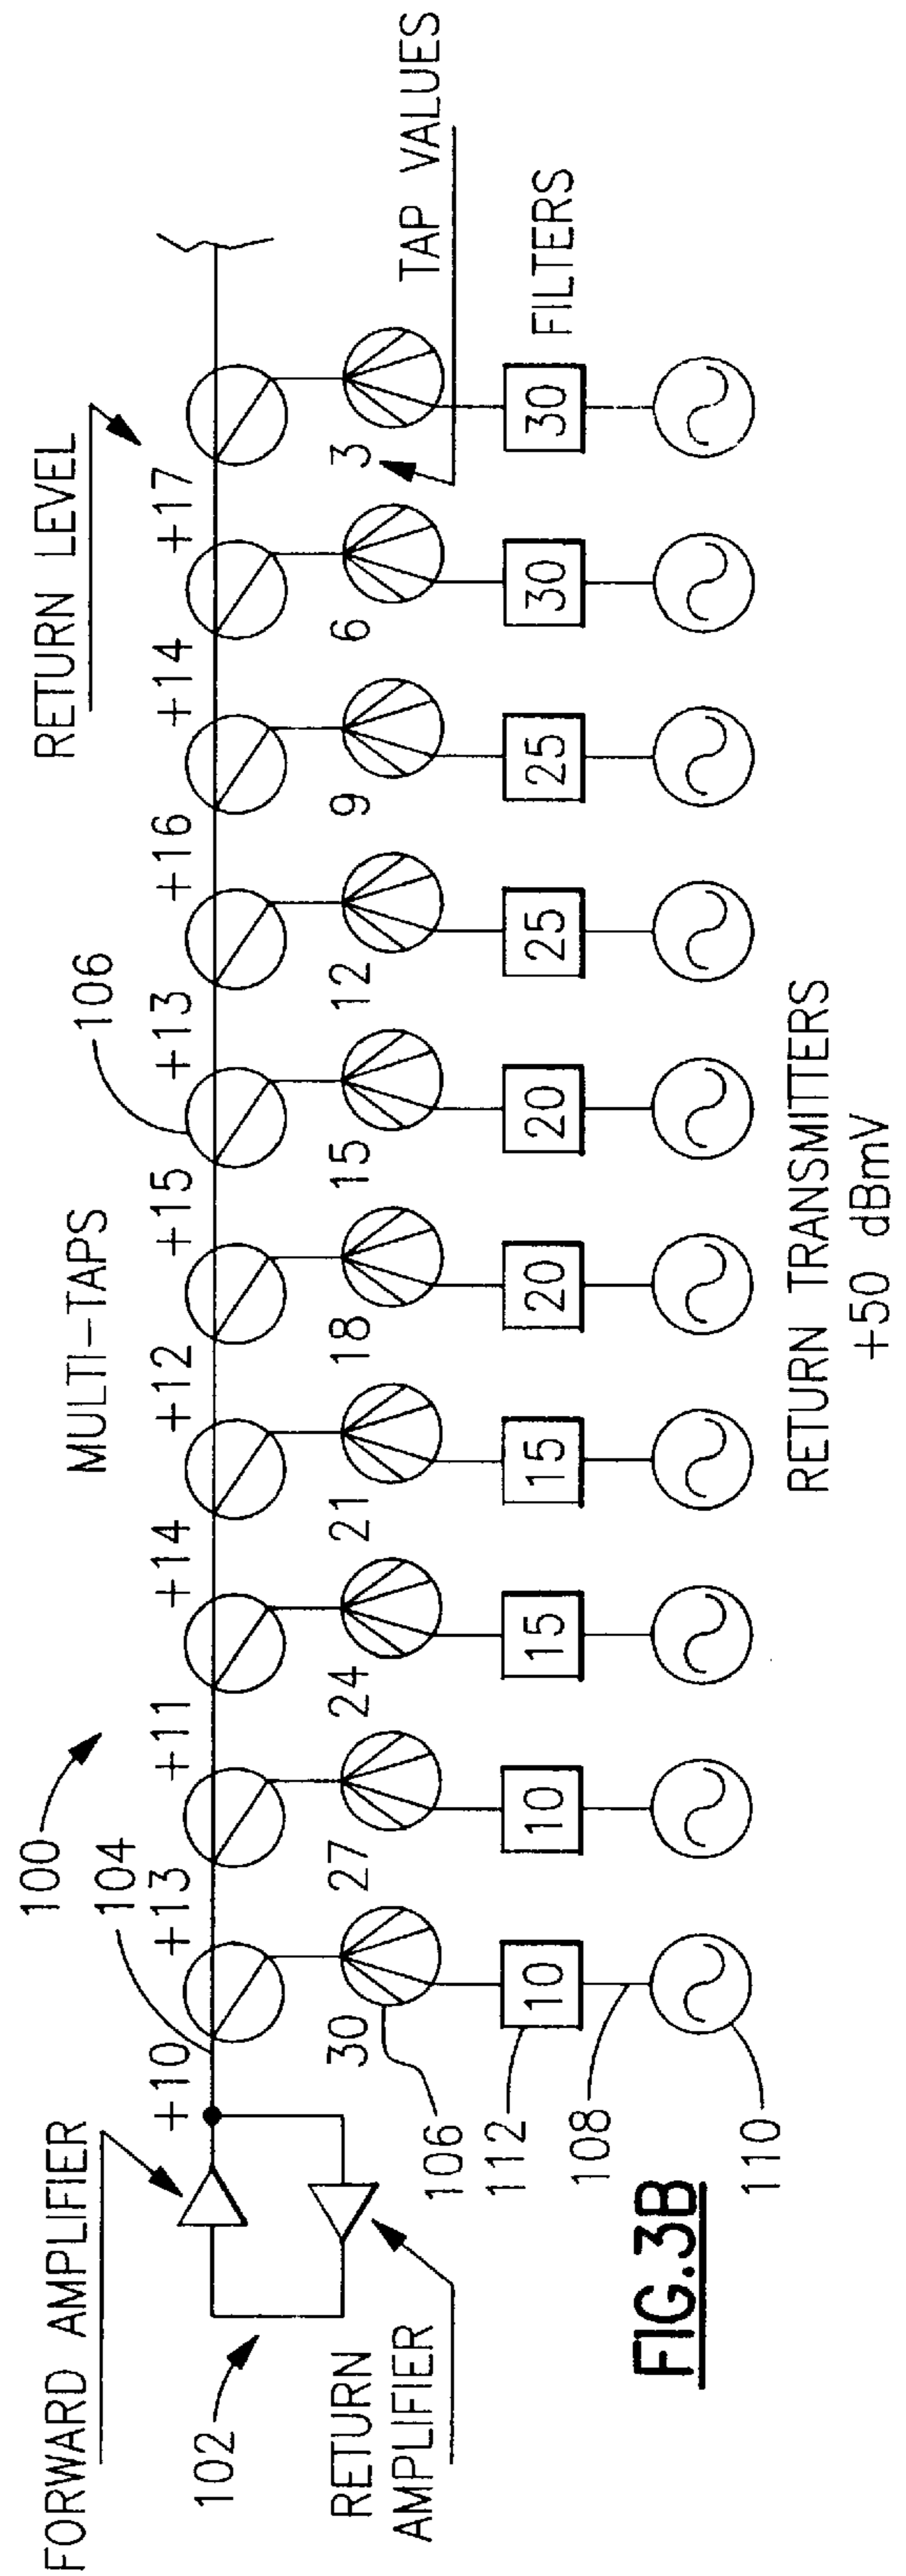 FORWARD AMPLIFIER
100
104
MULTI-TAPS
106
RETURN LEVEL
+10 +13 +11 +14 +12 +15 +13 +16 +14 +17
TAP VALUES
102
30 27 24 21 18 15 12 9 6 3
RETURN
AMPLIFIER
106
10 10 15 15 20 20 25 25 30 30
FILTERS
112
108
110
RETURN TRANSMITTERS
+50 dBmV
FIG.3B